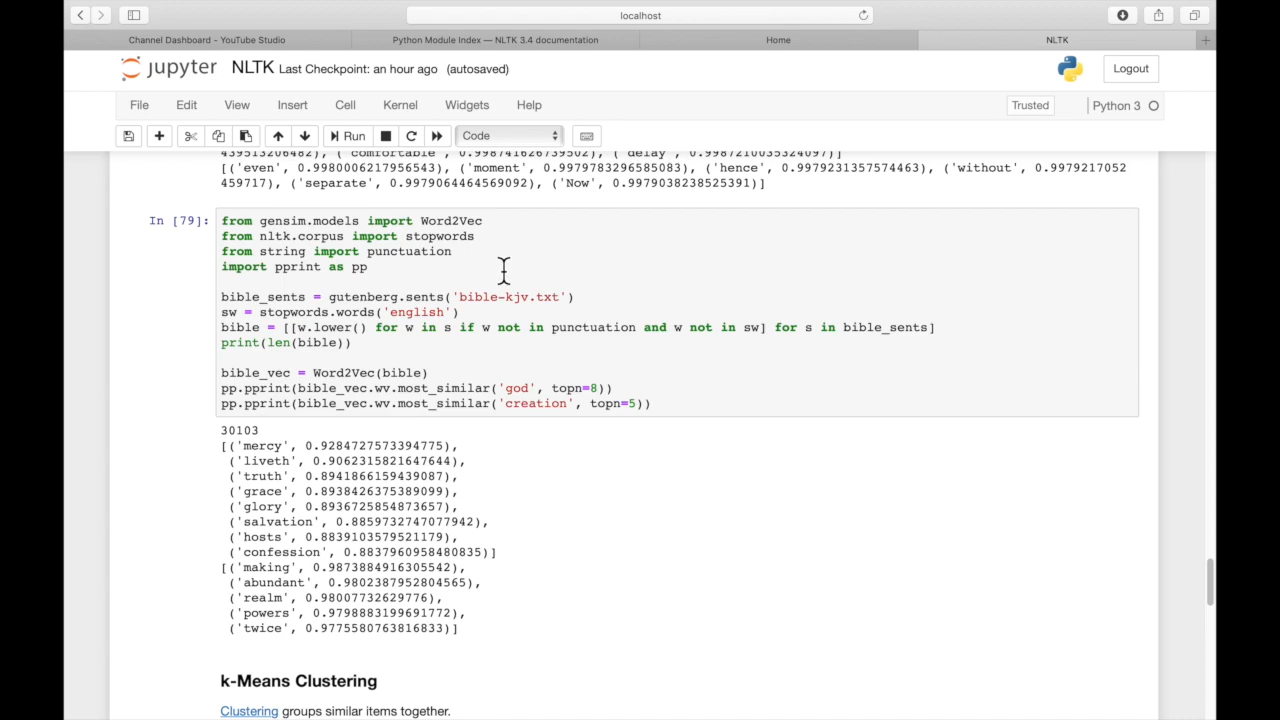 localhost
Channel Dashboard - YouTube Studio
Python Module Index — NLTK 3.4 documentation
Home
NLTK
+
jupyter NLTK Last Checkpoint: an hour ago (autosaved)
Logout
File Edit View Insert Cell Kernel Widgets Help
Trusted
Python 3
Run
Code
439513206482), ('comfortable', 0.998741626739502), ('delay', 0.9987210035324097)]
[('even', 0.9980006217956543), ('moment', 0.9979783296585083), ('hence', 0.9979231357574463), ('without', 0.9979217052
459717), ('separate', 0.9979064464569092), ('Now', 0.9979038238525391)]
In [79]:
from gensim.models import Word2Vec
from nltk.corpus import stopwords
from string import punctuation
import pprint as pp
bible_sents = gutenberg.sents('bible-kjv.txt')
sw = stopwords.words('english')
bible = [[w.lower() for w in s if w not in punctuation and w not in sw] for s in bible_sents]
print(len(bible))
bible_vec = Word2Vec(bible)
pp.pprint(bible_vec.wv.most_similar('god', topn=8))
pp.pprint(bible_vec.wv.most_similar('creation', topn=5))
30103
[('mercy', 0.9284727573394775),
('liveth', 0.9062315821647644),
('truth', 0.8941866159439087),
('grace', 0.8938426375389099),
('glory', 0.8936725854873657),
('salvation', 0.8859732747077942),
('hosts', 0.8839103579521179),
('confession', 0.8837960958480835)]
[('making', 0.9873884916305542),
('abundant', 0.9802387952804565),
('realm', 0.98007732629776),
('powers', 0.9798883199691772),
('twice', 0.9775580763816833)]
k-Means Clustering
Clustering groups similar items together.